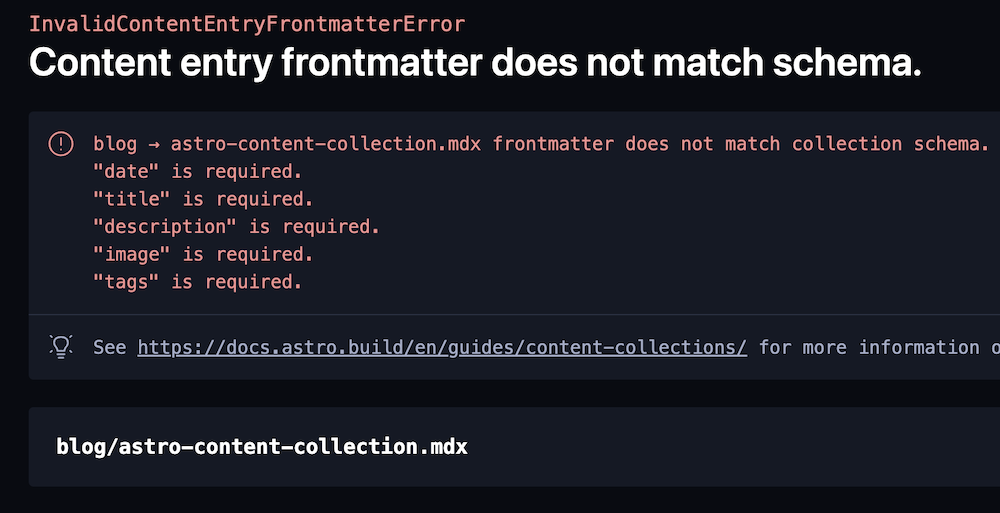 InvalidContentEntryFrontmatterError
Content entry frontmatter does not match schema.
blog → astro-content-collection.mdx frontmatter does not match collection schema.
"date" is required.
"title" is required.
"description" is required.
"image" is required.
"tags" is required.
See https://docs.astro.build/en/guides/content-collections/ for more information
blog/astro-content-collection.mdx